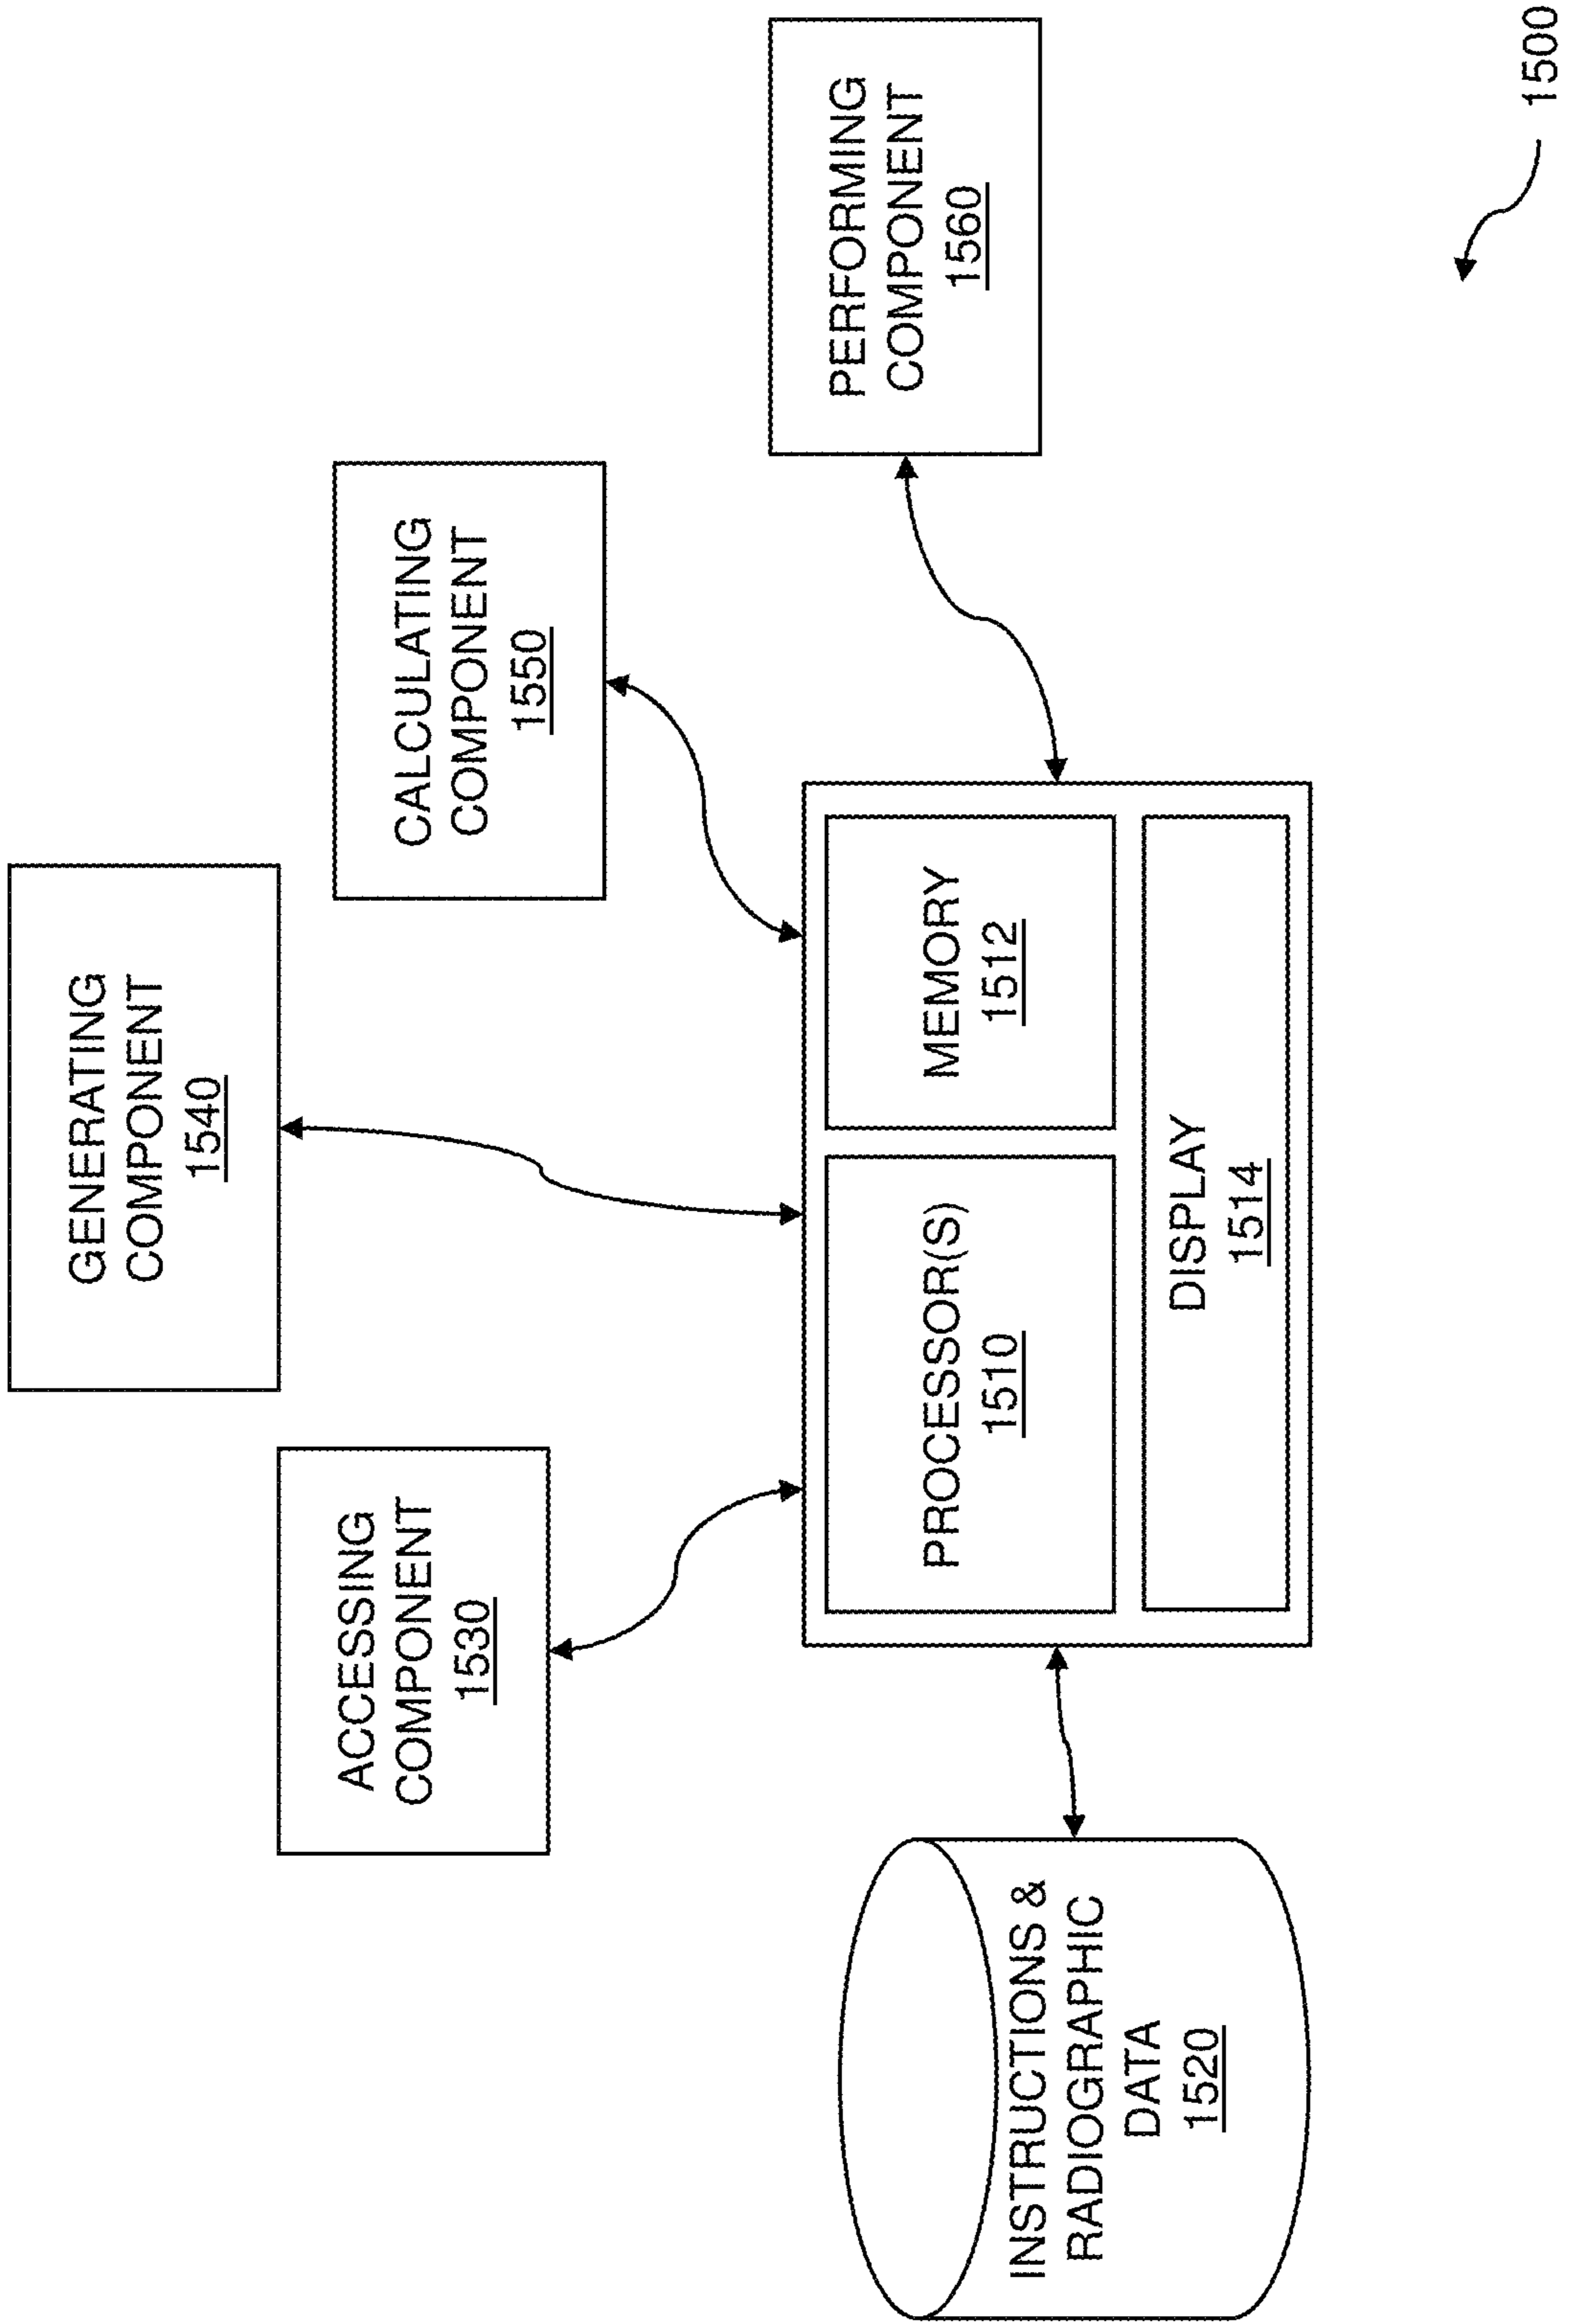 GENERATING
COMPONENT
1540
ACCESSING
COMPONENT
1530
CALCULATING
COMPONENT
1550
PERFORMING
COMPONENT
1560
INSTRUCTIONS &
RADIOGRAPHIC
DATA
1520
PROCESSOR(S)
1510
MEMORY
1512
DISPLAY
1514
1500